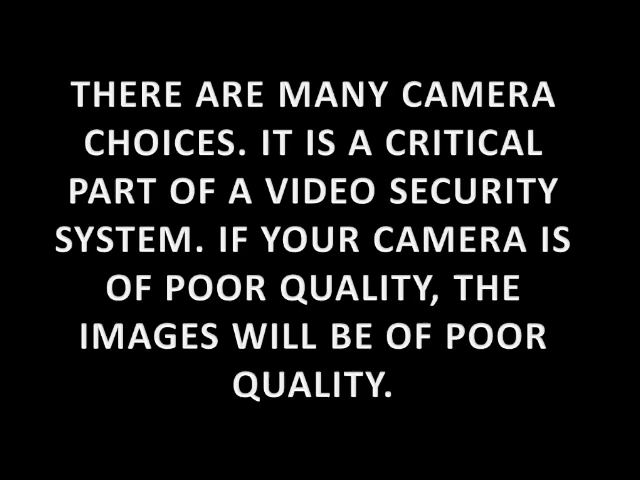 THERE ARE MANY CAMERA
CHOICES. IT IS A CRITICAL
PART OF A VIDEO SECURITY
SYSTEM. IF YOUR CAMERA IS
OF POOR QUALITY, THE
IMAGES WILL BE OF POOR
QUALITY.